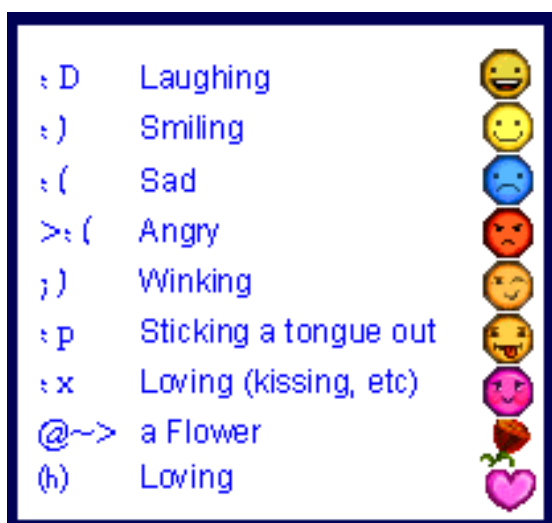 :D Laughing
:) Smiling
:( Sad
>:( Angry
;) Winking
:p Sticking a tongue out
:x Loving (kissing, etc)
@~> a Flower
(h) Loving